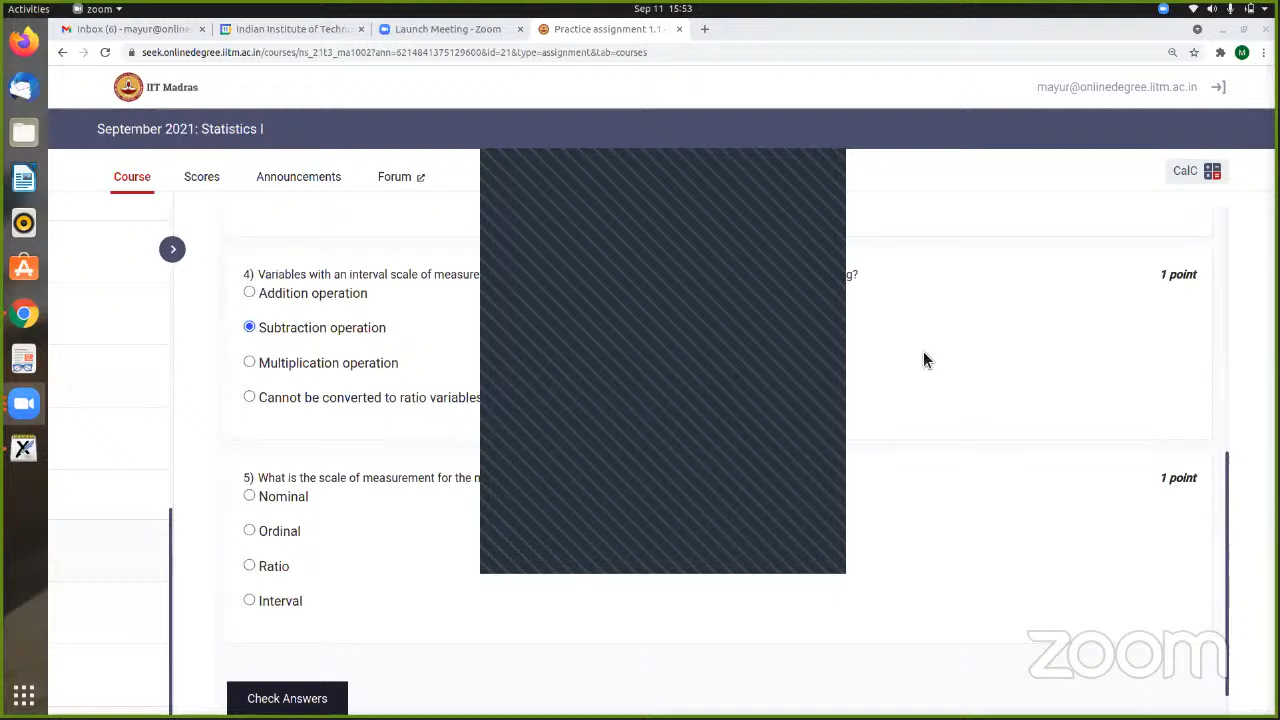 Activities
zoom
Sep 11 15:53
Inbox (6) - mayur@online
Indian Institute of Techn
Launch Meeting - Zoom
Practice assignment 1.1 -
seek.onlinedegree.iitm.ac.in/courses/ns_21t3_ma1002?ann=6214841375129600&id=21&type=assignment&tab=courses
M
IIT Madras
mayur@onlinedegree.iitm.ac.in
September 2021: Statistics I
Course
Scores
Announcements
Forum
CalC
4) Variables with an interval scale of measure
g?
1 point
Addition operation
Subtraction operation
Multiplication operation
Cannot be converted to ratio variables
5) What is the scale of measurement for the
1 point
Nominal
Ordinal
Ratio
Interval
Check Answers
zoom